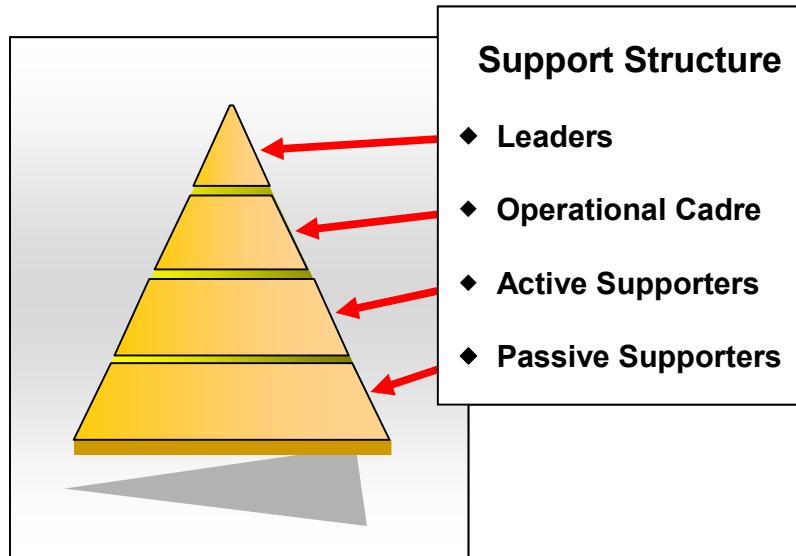 Support Structure
◆ Leaders
◆ Operational Cadre
◆ Active Supporters
◆ Passive Supporters